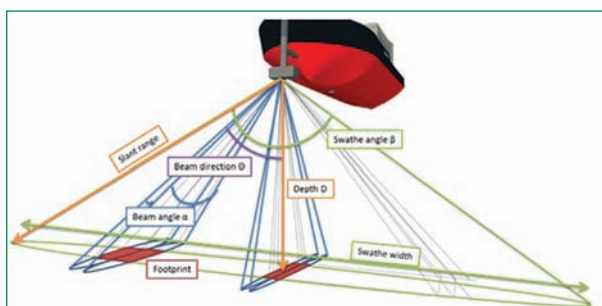 Slant range
Swathe angle β
Beam direction Θ
Depth D
Beam angle α
Swathe width
Footprint